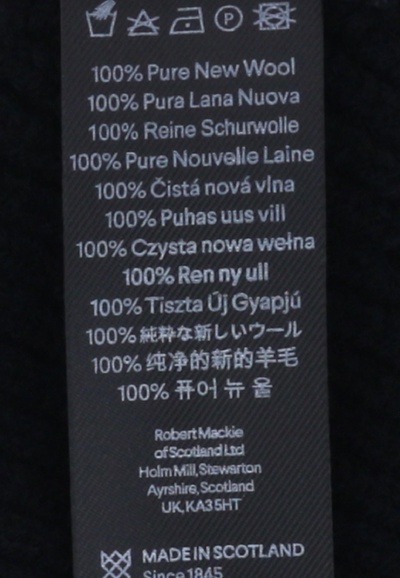 100% Pure New Wool
100% Pura Lana Nuova
100% Reine Schurwolle
100% Pure Nouvelle Laine
100% Čistá nová vlna
100% Puhas uus vill
100% Czysta nowa wełna
100% Ren ny ull
100% Tiszta Új Gyapjú
100% 純粋な新しいウール
100% 纯净的新的羊毛
100% 퓨어 뉴 울
Robert Mackie
of Scotland Ltd
Holm Mill, Stewarton
Ayrshire, Scotland
UK, KA3 5HT
MADE IN SCOTLAND
Since 1845